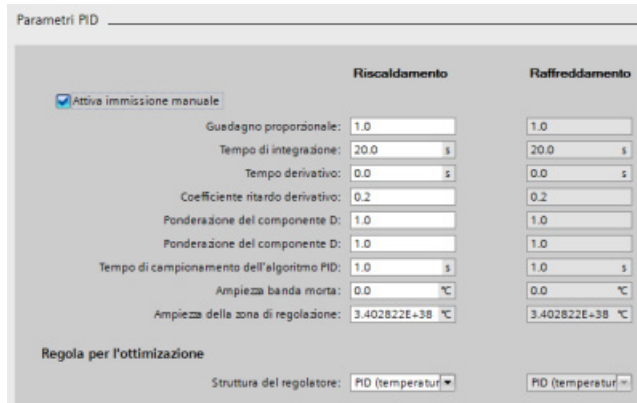 Parametri PID
Riscaldamento Raffreddamento
Attiva immissione manuale
Guadagno proporzionale: 1.0 1.0
Tempo di integrazione: 20.0 s 20.0 s
Tempo derivativo: 0.0 s 0.0 s
Coefficiente ritardo derivativo: 0.2 0.2
Ponderazione del componente D: 1.0 1.0
Ponderazione del componente D: 1.0 1.0
Tempo di campionamento dell'algoritmo PID: 1.0 s 1.0 s
Ampiezza banda morta: 0.0 °C 0.0 °C
Ampiezza della zona di regolazione: 3.402822E+38 °C 3.402822E+38 °C
Regola per l'ottimizzazione
Struttura del regolatore: PID (temperatur PID (temperatur